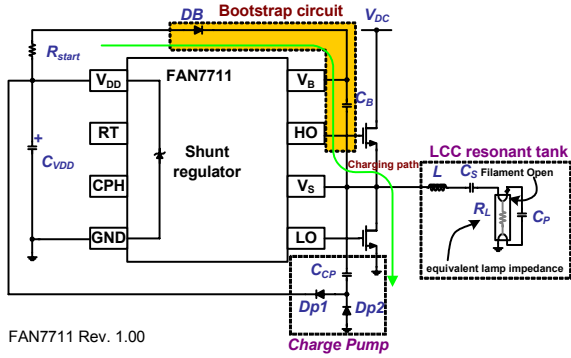 DB
Bootstrap circuit
VDC
Rstart
FAN7711
VDD
VB
CB
RT
HO
Shunt
regulator
Charging path
LCC resonant tank
+
CVDD
CPH
VS
L
CS
Filament Open
RL
CP
GND
LO
equivalent lamp impedance
CCP
Dp1
Dp2
FAN7711 Rev. 1.00
Charge Pump